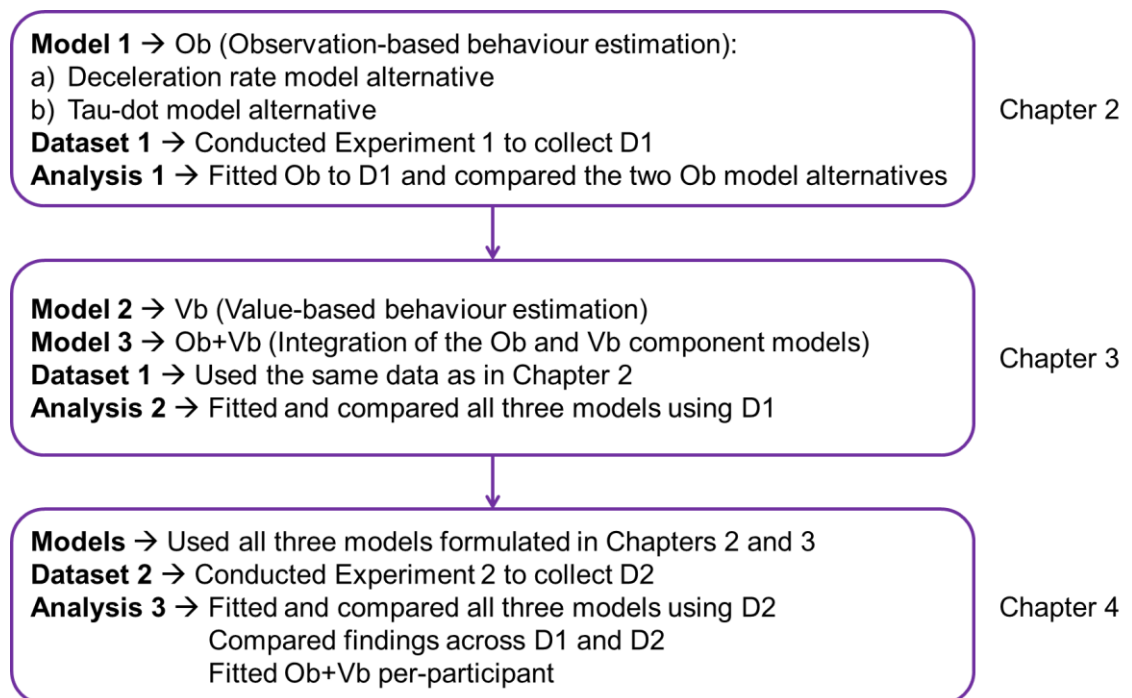 Model 1 → Ob (Observation-based behaviour estimation):
a) Deceleration rate model alternative
b) Tau-dot model alternative
Dataset 1 → Conducted Experiment 1 to collect D1
Analysis 1 → Fitted Ob to D1 and compared the two Ob model alternatives
Chapter 2
Model 2 → Vb (Value-based behaviour estimation)
Model 3 → Ob+Vb (Integration of the Ob and Vb component models)
Dataset 1 → Used the same data as in Chapter 2
Analysis 2 → Fitted and compared all three models using D1
Chapter 3
Models → Used all three models formulated in Chapters 2 and 3
Dataset 2 → Conducted Experiment 2 to collect D2
Analysis 3 → Fitted and compared all three models using D2
Compared findings across D1 and D2
Fitted Ob+Vb per-participant
Chapter 4